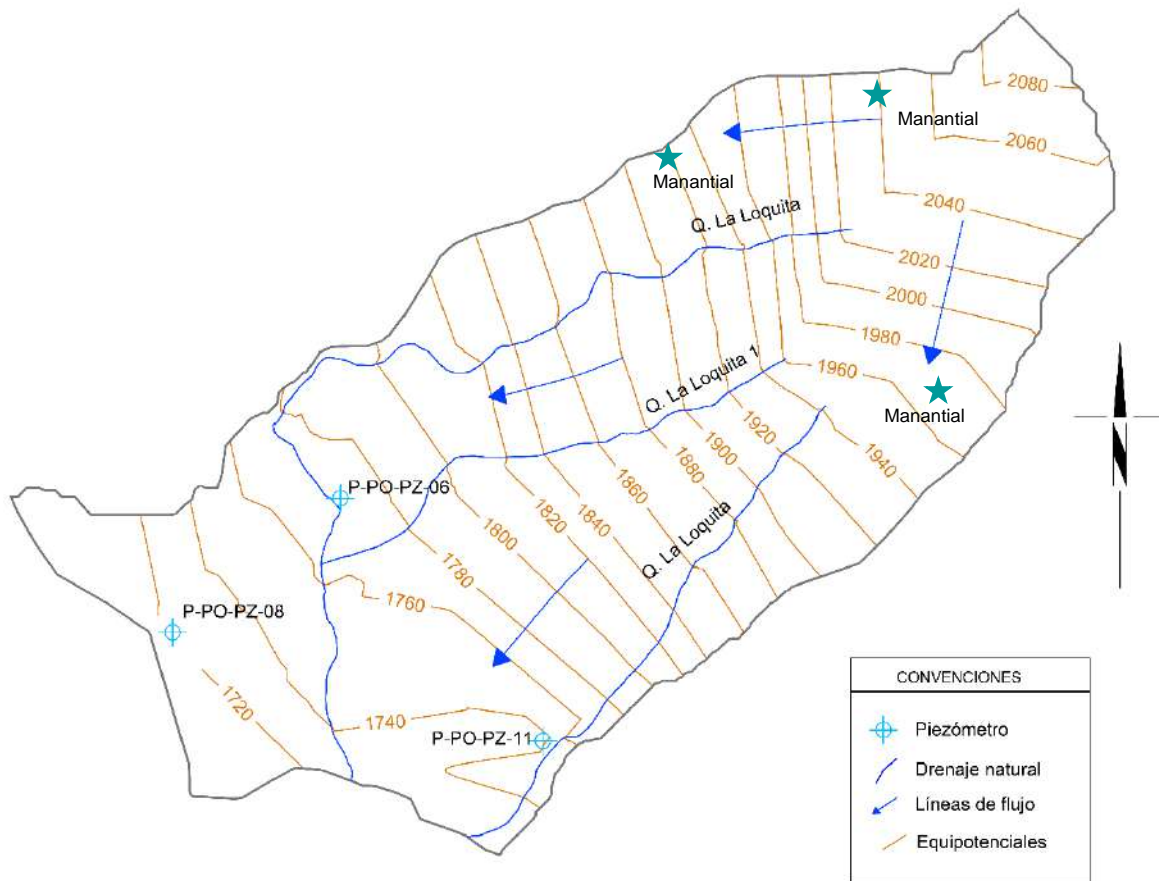 2080
Manantial
2060
Manantial
2040
Q. La Loquita
2020
2000
1980
1960
Q. La Loquita 1
Manantial
1920
1940
1900
1880
P-PO-PZ-06
1860
1820
1840
1800
Q. La Loquita
1780
1760
P-PO-PZ-08
1720
1740
P-PO-PZ-11
N
CONVENCIONES
Piezómetro
Drenaje natural
Líneas de flujo
Equipotenciales